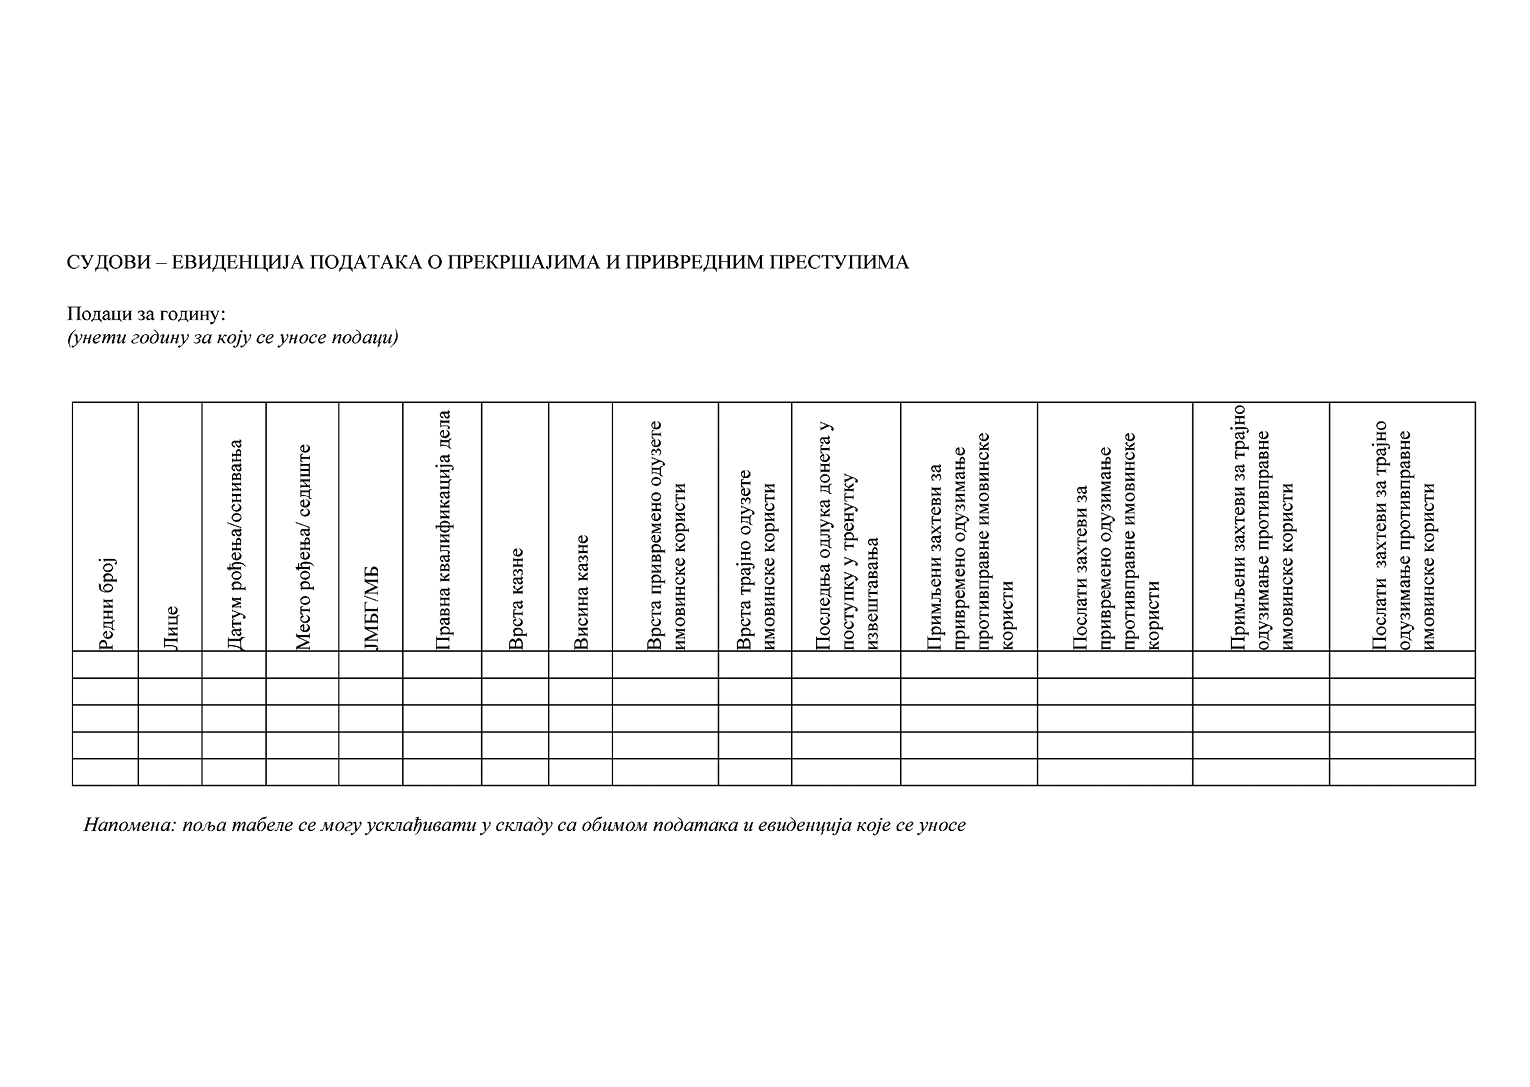 СУДОВИ – ЕВИДЕНЦИЈА ПОДАТАКА О ПРЕКРШАЈИМА И ПРИВРЕДНИМ ПРЕСТУПИМА
Подаци за годину:
(унети годину за коју се уносе подаци)
Редни број
Лице
Датум рођења/оснивања
Место рођења/ седиште
ЈМБГ/МБ
Правна квалификација дела
Врста казне
Висина казне
Врста привремено одузете
имовинске користи
Врста трајно одузете
имовинске користи
Последња одлука донета у
поступку у тренутку
извештавања
Примљени захтеви за
привремено одузимање
противправне имовинске
користи
Послати захтеви за
привремено одузимање
противправне имовинске
користи
Примљени захтеви за трајно
одузимање противправне
имовинске користи
Послати  захтеви за трајно
одузимање противправне
имовинске користи
Напомена: поља табеле се могу усклађивати у складу са обимом података и евиденција које се уносе